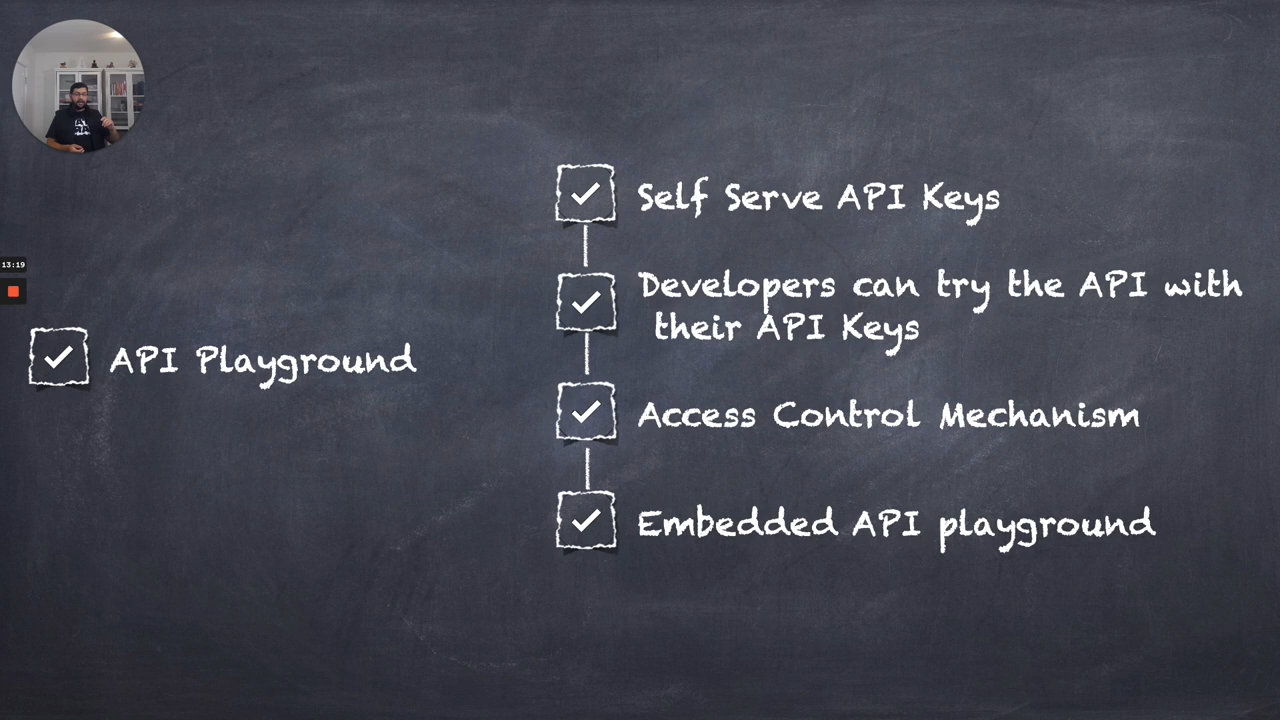 13:19
API Playground
Self Serve API Keys
Developers can try the API with
their API Keys
Access Control Mechanism
Embedded API playground